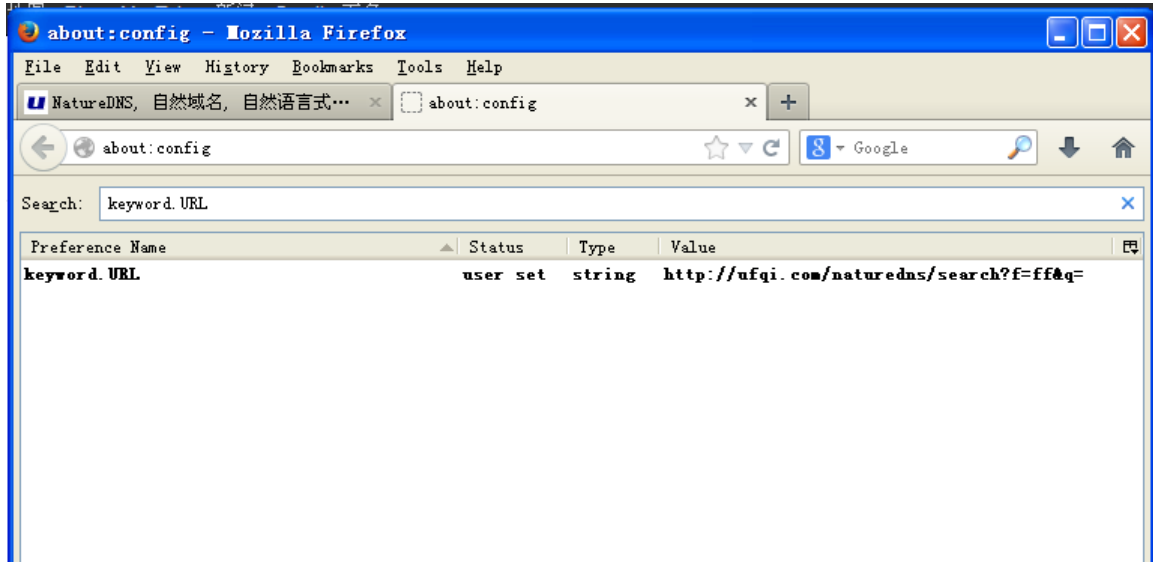 about:config - Mozilla Firefox
File Edit View History Bookmarks Tools Help
NatureDNS, 自然域名, 自然语言式… about:config
about:config Google
Search: keyword.URL
Preference Name Status Type Value
keyword.URL user set string http://ufqi.com/naturedns/search?f=ff&q=